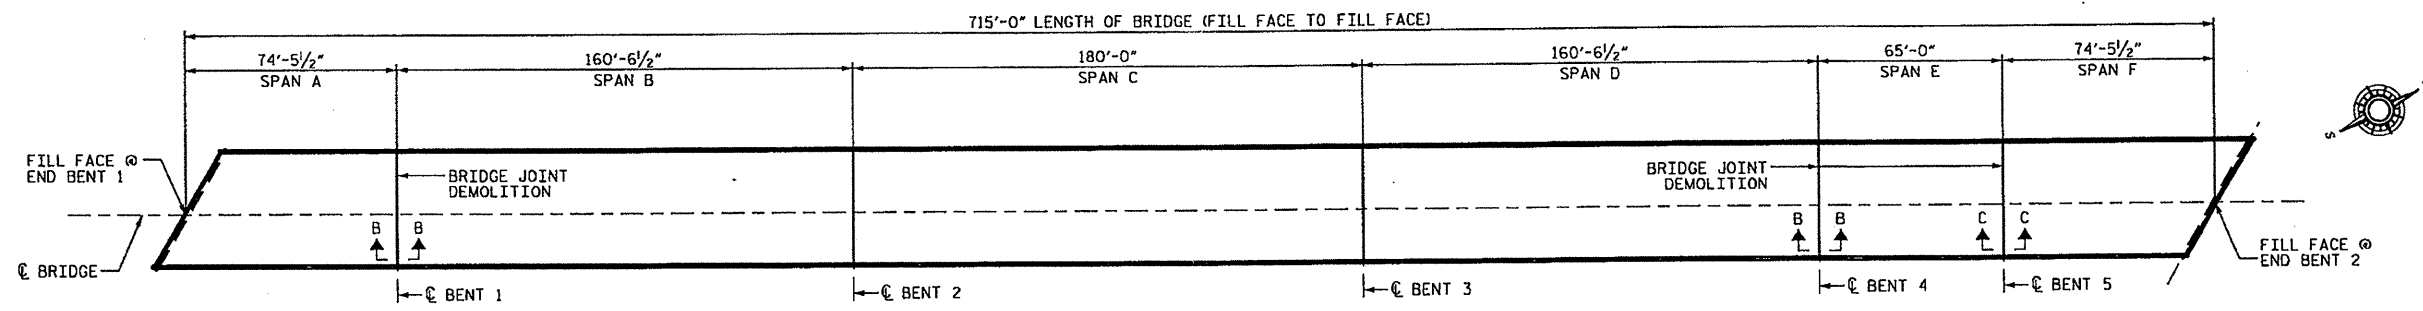 715'-0" LENGTH OF BRIDGE (FILL FACE TO FILL FACE)
74'-5½" 160'-6½" 180'-0" 160'-6½" 65'-0" 74'-5½"
SPAN A SPAN B SPAN C SPAN D SPAN E SPAN F
S
FILL FACE @
END BENT 1
BRIDGE JOINT
DEMOLITION
BRIDGE JOINT
DEMOLITION
B B B B C C
℄ BRIDGE
FILL FACE @
END BENT 2
℄ BENT 1 ℄ BENT 2 ℄ BENT 3 ℄ BENT 4 ℄ BENT 5